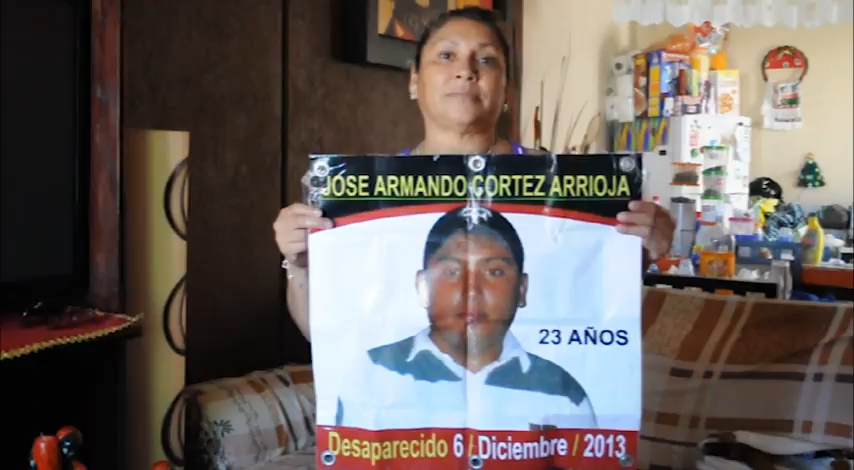 JOSE ARMANDO CORTEZ ARRIOJA
23 AÑOS
Desaparecido 6 / Diciembre / 2013